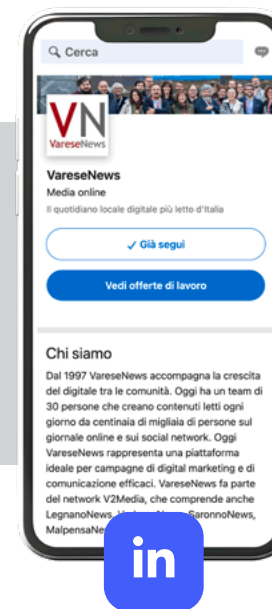 Cerca
VN
VareseNews
VareseNews
Media online
Il quotidiano locale digitale più letto d'Italia
✓ Già segui
Vedi offerte di lavoro
Chi siamo
Dal 1997 VareseNews accompagna la crescita
del digitale tra le comunità. Oggi ha un team di
30 persone che creano contenuti letti ogni
giorno da centinaia di migliaia di persone sul
giornale online e sui social network. Oggi
VareseNews rappresenta una piattaforma
ideale per campagne di digital marketing e di
comunicazione efficaci. VareseNews fa parte
del network V2Media, che comprende anche
LegnanoNews, SaronnoNews,
in